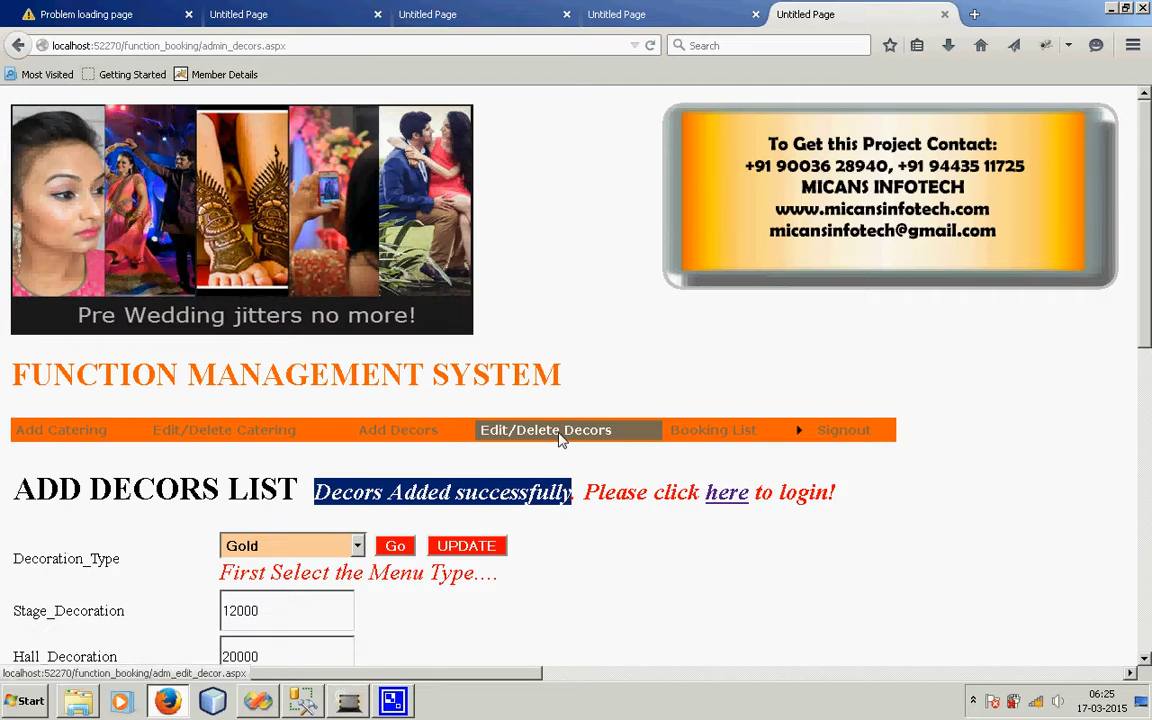 Problem loading page
Untitled Page
Untitled Page
Untitled Page
Untitled Page
localhost:52270/function_booking/admin_decors.aspx
Search
Most Visited
Getting Started
Member Details
Pre Wedding jitters no more!
To Get this Project Contact:
+91 90036 28940, +91 94435 11725
MICANS INFOTECH
www.micansinfotech.com
micansinfotech@gmail.com
FUNCTION MANAGEMENT SYSTEM
Add Catering Edit/Delete Catering Add Decors Edit/Delete Decors Booking List Signout
ADD DECORS LIST Decors Added successfully. Please click here to login!
Decoration_Type Gold Go UPDATE
First Select the Menu Type....
Stage_Decoration 12000
Hall_Decoration 20000
localhost:52270/function_booking/adm_edit_decor.aspx
Start
06:25
17-03-2015